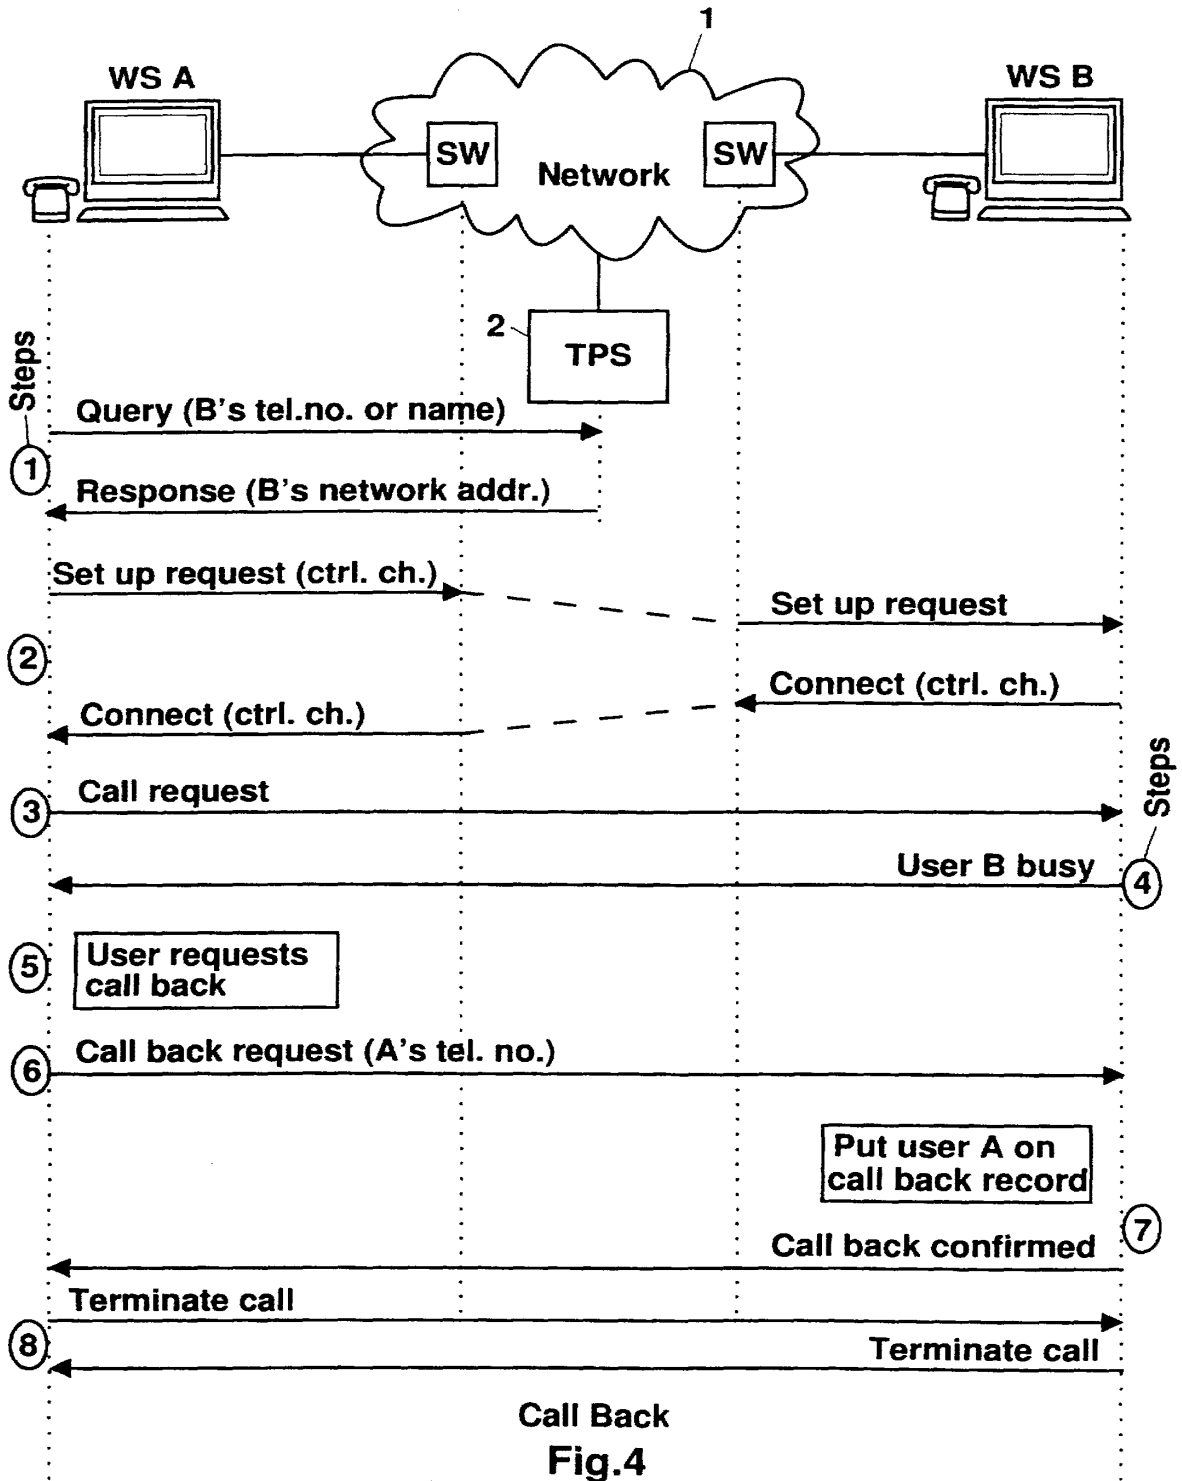 1
WS A
WS B
SW
SW
Network
2
TPS
Steps
Query (B's tel.no. or name)
1
Response (B's network addr.)
Set up request (ctrl. ch.)
Set up request
2
Connect (ctrl. ch.)
Connect (ctrl. ch.)
Steps
3
Call request
User B busy
4
5
User requests
call back
6
Call back request (A's tel. no.)
Put user A on
call back record
7
Call back confirmed
Terminate call
8
Terminate call
Call Back
Fig.4